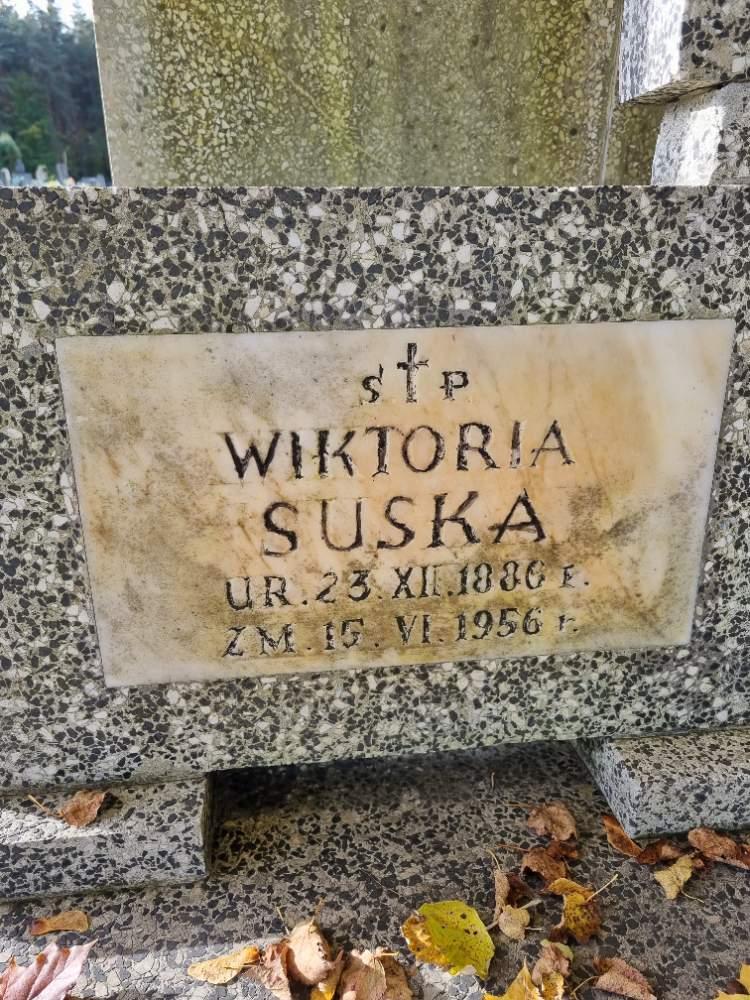 Ś†P
WIKTORIA
SUSKA
UR. 23. XII. 1886 r.
ZM. 15. VI. 1956 r.